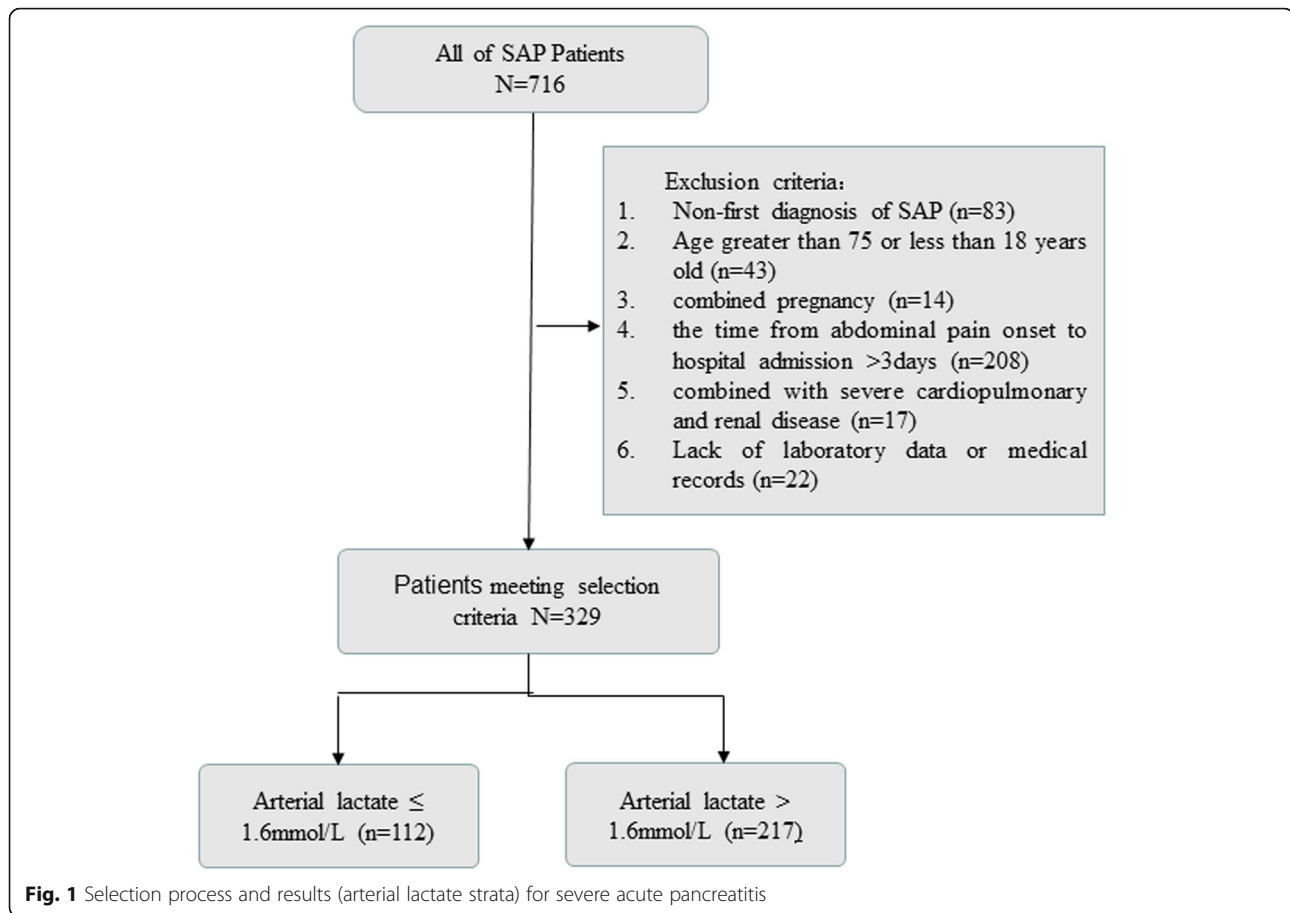 All of SAP Patients
N=716
Exclusion criteria：
1. Non-first diagnosis of SAP (n=83)
2. Age greater than 75 or less than 18 years
old (n=43)
3. combined pregnancy (n=14)
4. the time from abdominal pain onset to
hospital admission >3days (n=208)
5. combined with severe cardiopulmonary
and renal disease (n=17)
6. Lack of laboratory data or medical
records (n=22)
Patients meeting selection
criteria N=329
Arterial lactate ≤
1.6mmol/L (n=112)
Arterial lactate >
1.6mmol/L (n=217)
Fig. 1 Selection process and results (arterial lactate strata) for severe acute pancreatitis